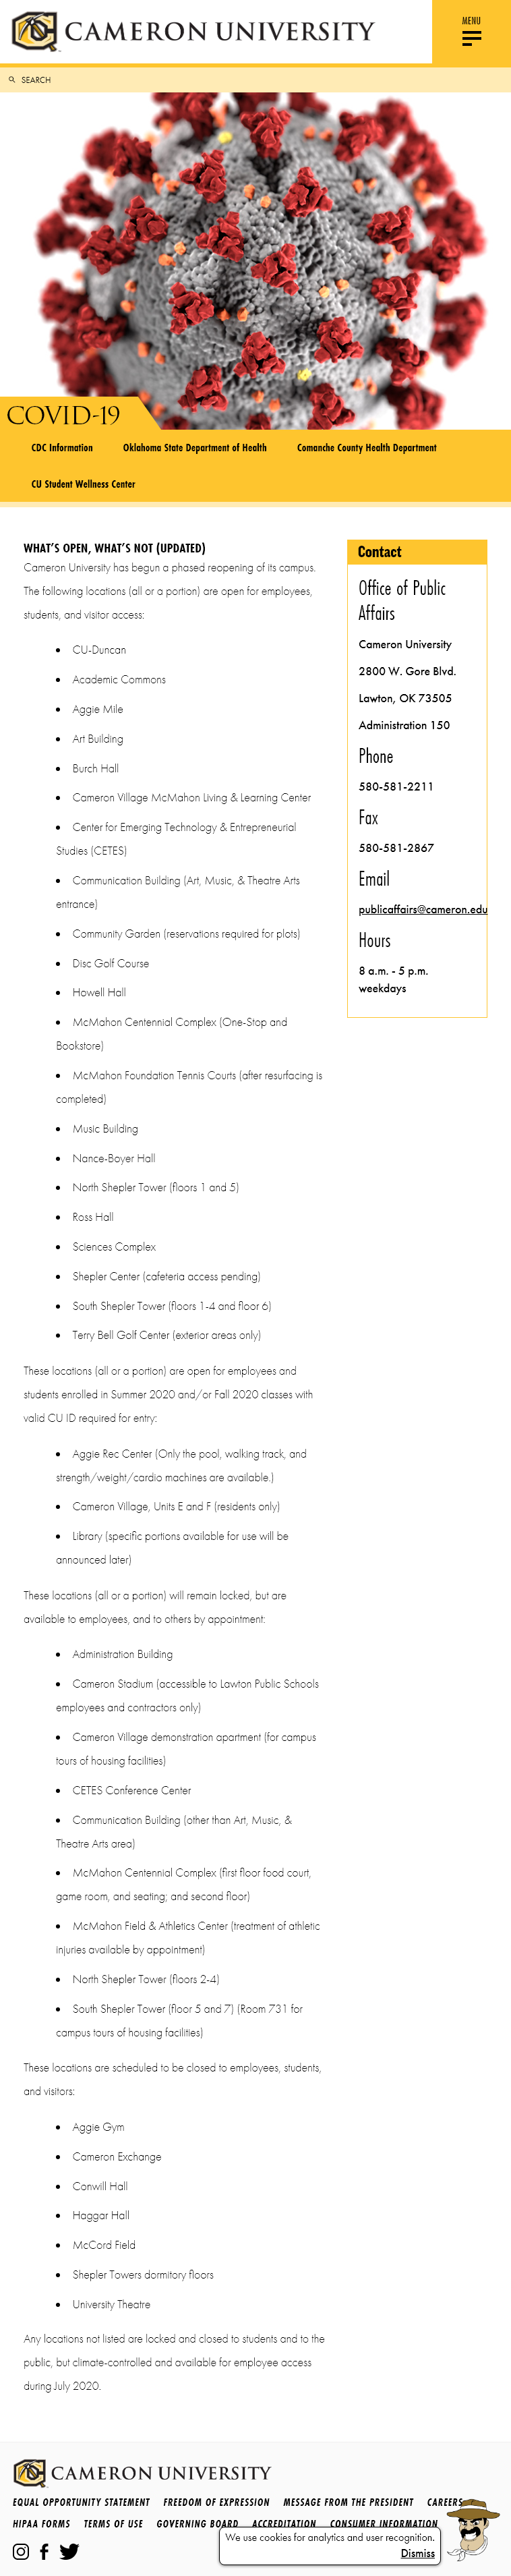 CAMERON UNIVERSITY
MENU
SEARCH
COVID-19
CDC Information
Oklahoma State Department of Health
Comanche County Health Department
CU Student Wellness Center
WHAT'S OPEN, WHAT'S NOT (UPDATED)
Cameron University has begun a phased reopening of its campus.
The following locations (all or a portion) are open for employees,
students, and visitor access:
• CU-Duncan
• Academic Commons
• Aggie Mile
• Art Building
• Burch Hall
• Cameron Village McMahon Living & Learning Center
• Center for Emerging Technology & Entrepreneurial
Studies (CETES)
• Communication Building (Art, Music, & Theatre Arts
entrance)
• Community Garden (reservations required for plots)
• Disc Golf Course
• Howell Hall
• McMahon Centennial Complex (One-Stop and
Bookstore)
• McMahon Foundation Tennis Courts (after resurfacing is
completed)
• Music Building
• Nance-Boyer Hall
• North Shepler Tower (floors 1 and 5)
• Ross Hall
• Sciences Complex
• Shepler Center (cafeteria access pending)
• South Shepler Tower (floors 1-4 and floor 6)
• Terry Bell Golf Center (exterior areas only)
These locations (all or a portion) are open for employees and
students enrolled in Summer 2020 and/or Fall 2020 classes with
valid CU ID required for entry:
• Aggie Rec Center (Only the pool, walking track, and
strength/weight/cardio machines are available.)
• Cameron Village, Units E and F (residents only)
• Library (specific portions available for use will be
announced later)
These locations (all or a portion) will remain locked, but are
available to employees, and to others by appointment:
• Administration Building
• Cameron Stadium (accessible to Lawton Public Schools
employees and contractors only)
• Cameron Village demonstration apartment (for campus
tours of housing facilities)
• CETES Conference Center
• Communication Building (other than Art, Music, &
Theatre Arts area)
• McMahon Centennial Complex (first floor food court,
game room, and seating; and second floor)
• McMahon Field & Athletics Center (treatment of athletic
injuries available by appointment)
• North Shepler Tower (floors 2-4)
• South Shepler Tower (floor 5 and 7) (Room 731 for
campus tours of housing facilities)
These locations are scheduled to be closed to employees, students,
and visitors:
• Aggie Gym
• Cameron Exchange
• Conwill Hall
• Haggar Hall
• McCord Field
• Shepler Towers dormitory floors
• University Theatre
Any locations not listed are locked and closed to students and to the
public, but climate-controlled and available for employee access
during July 2020.
Contact
Office of Public
Affairs
Cameron University
2800 W. Gore Blvd.
Lawton, OK 73505
Administration 150
Phone
580-581-2211
Fax
580-581-2867
Email
publicaffairs@cameron.edu
Hours
8 a.m. - 5 p.m.
weekdays
CAMERON UNIVERSITY
EQUAL OPPORTUNITY STATEMENT FREEDOM OF EXPRESSION MESSAGE FROM THE PRESIDENT CAREERS
HIPAA FORMS TERMS OF USE GOVERNING BOARD ACCREDITATION CONSUMER INFORMATION
We use cookies for analytics and user recognition.
Dismiss